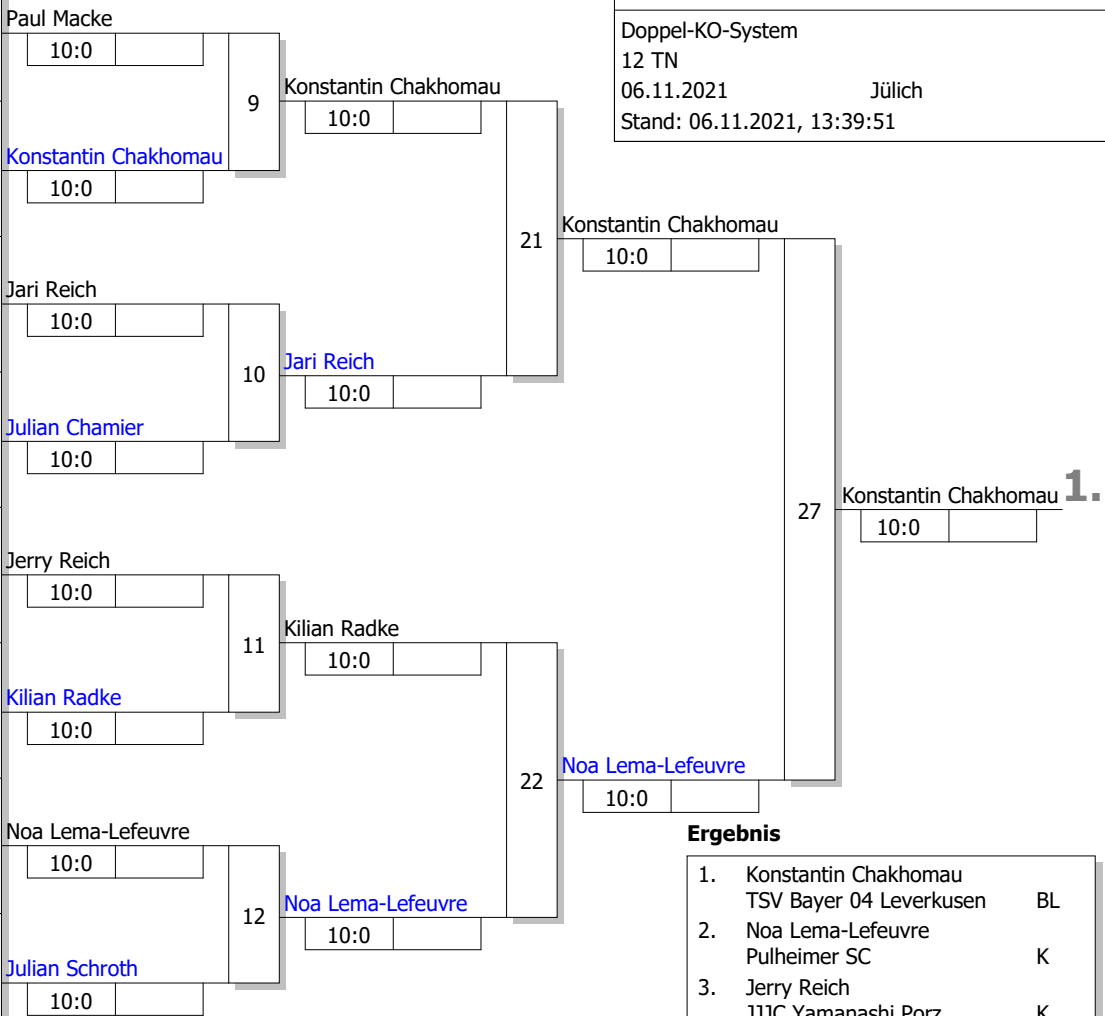 Paul Macke
10:0
9
Konstantin Chakhomau
10:0
Konstantin Chakhomau
10:0
Doppel-KO-System
12 TN
06.11.2021 Jülich
Stand: 06.11.2021, 13:39:51
21
Konstantin Chakhomau
10:0
Jari Reich
10:0
10
Jari Reich
10:0
Julian Chamier
10:0
27
Konstantin Chakhomau 1.
10:0
Jerry Reich
10:0
11
Kilian Radke
10:0
Kilian Radke
10:0
22
Noa Lema-Lefeuvre
10:0
Noa Lema-Lefeuvre
10:0
12
Noa Lema-Lefeuvre
10:0
Julian Schroth
10:0
Ergebnis
1. Konstantin Chakhomau
TSV Bayer 04 Leverkusen BL
2. Noa Lema-Lefeuvre
Pulheimer SC K
3. Jerry Reich
JJJC Yamanashi Porz K